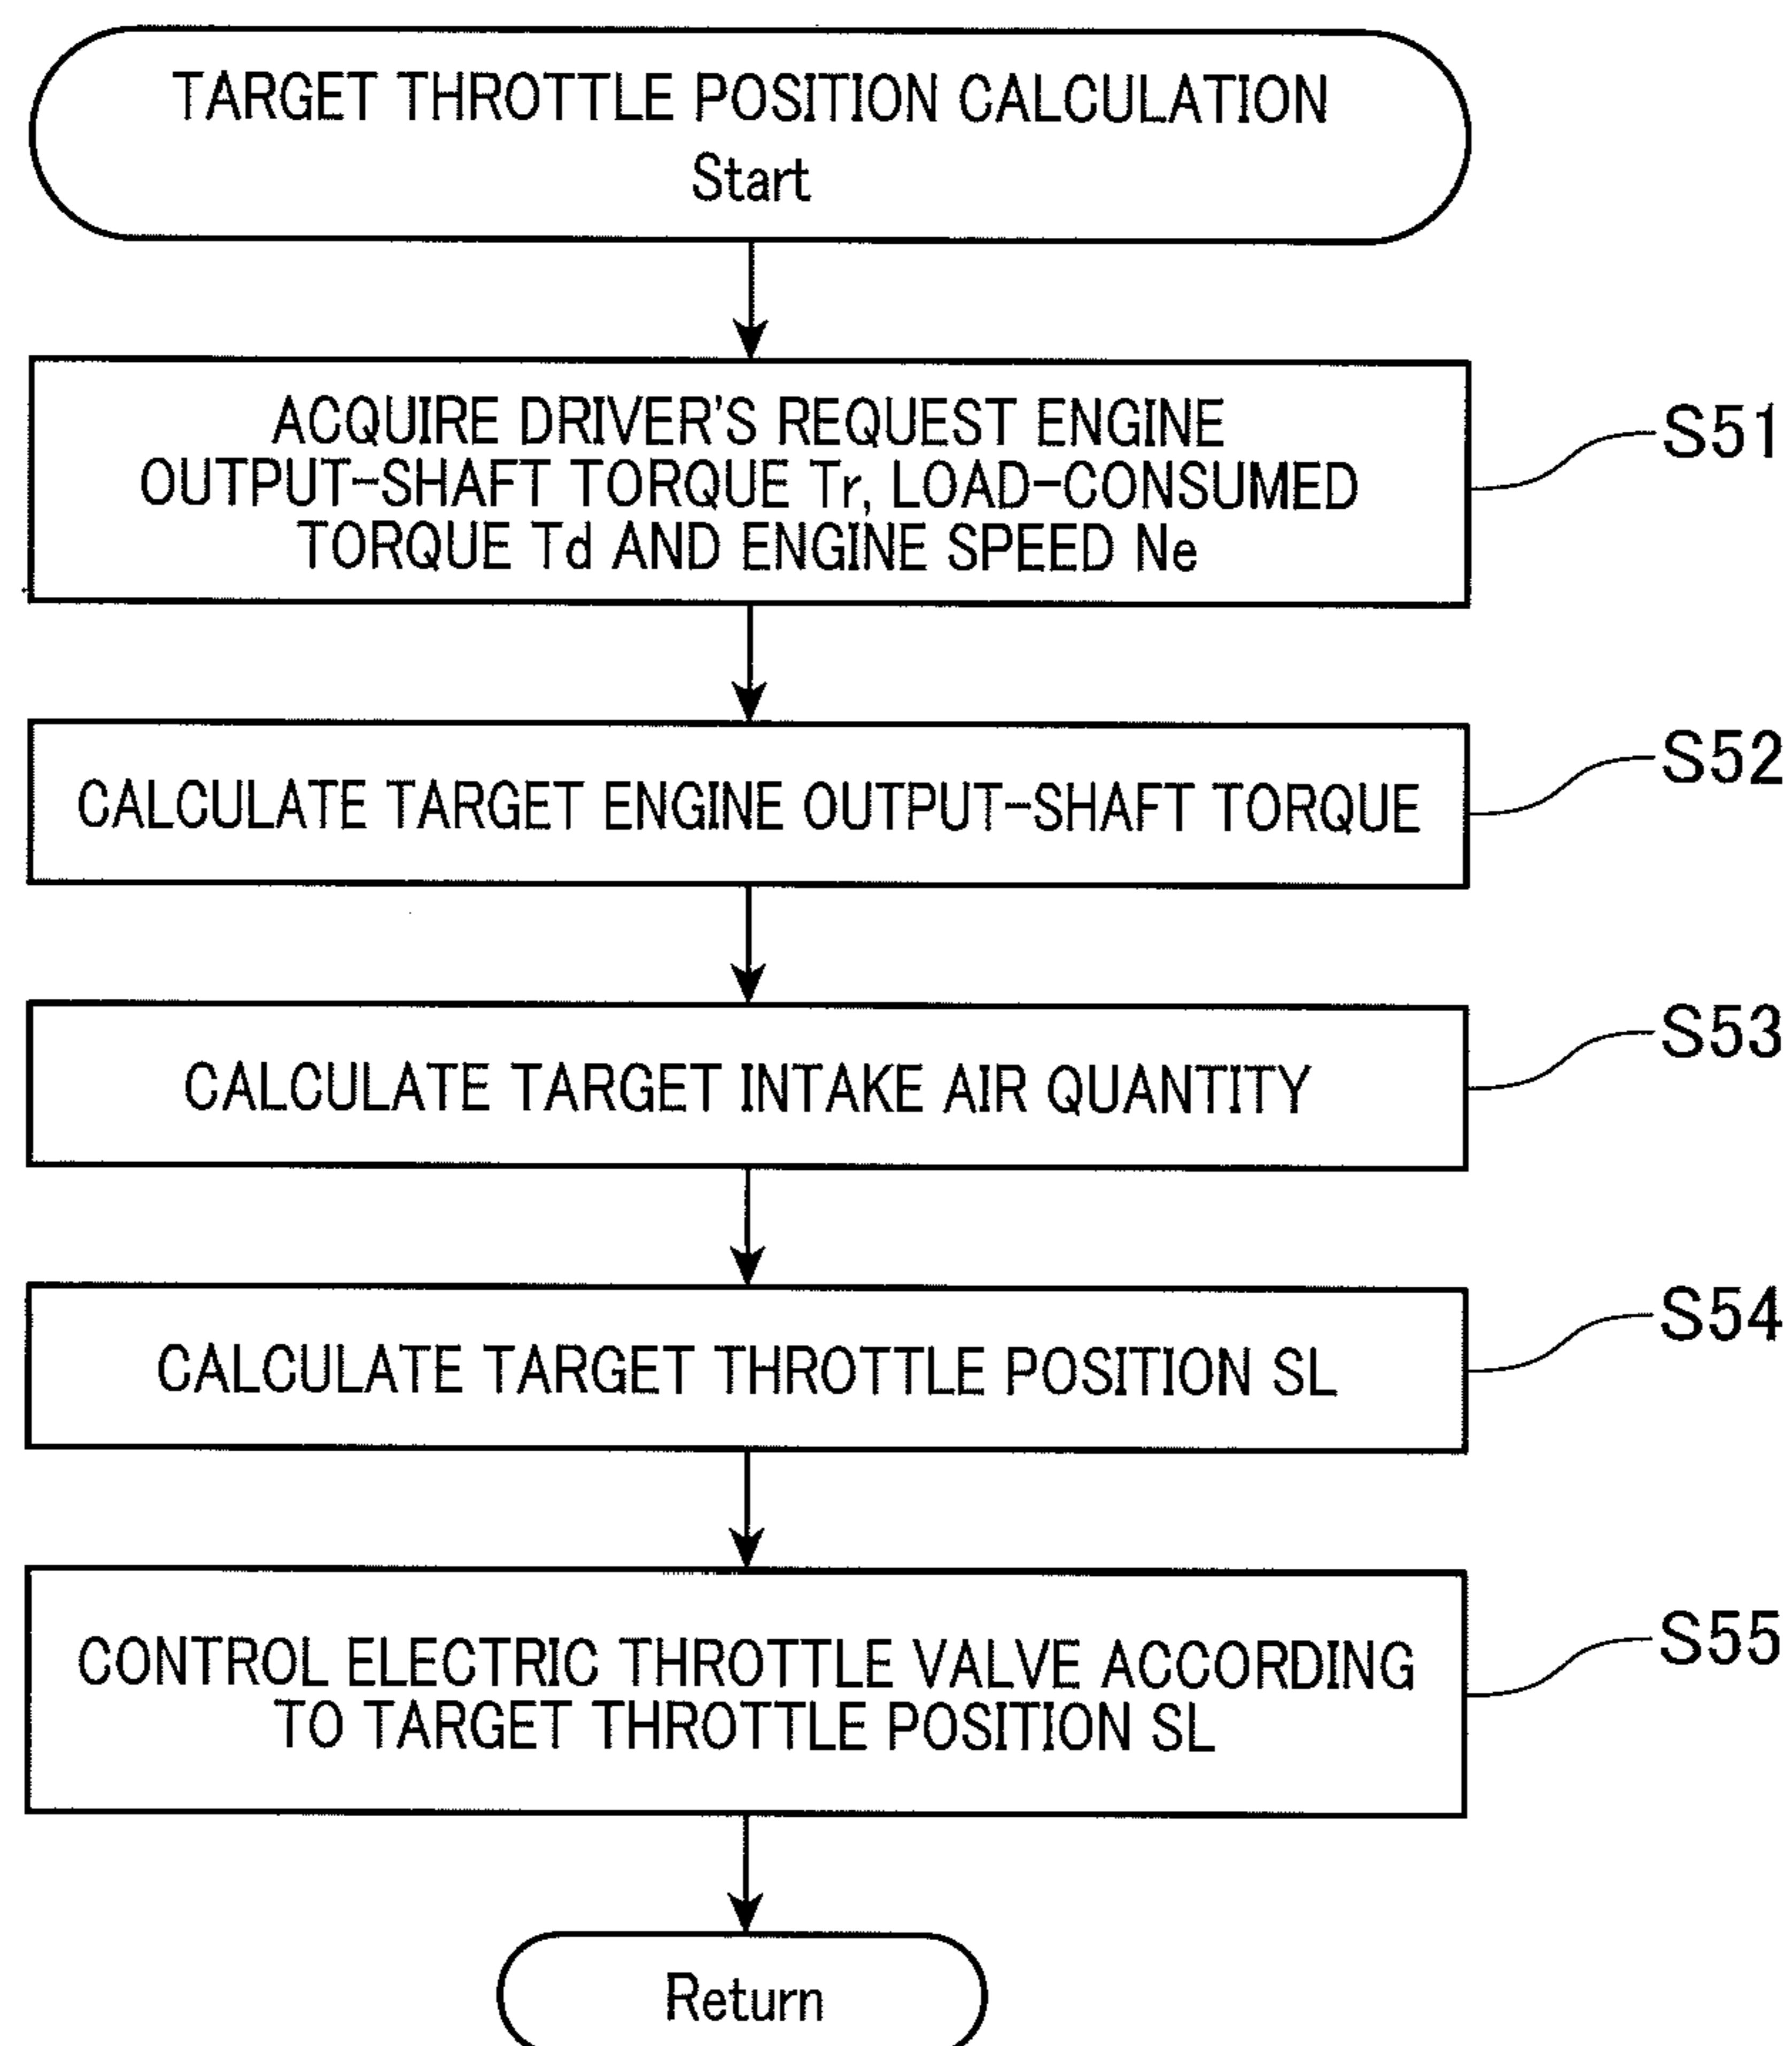 TARGET THROTTLE POSITION CALCULATION
Start
ACQUIRE DRIVER'S REQUEST ENGINE
OUTPUT-SHAFT TORQUE Tr, LOAD-CONSUMED
TORQUE Td AND ENGINE SPEED Ne
S51
CALCULATE TARGET ENGINE OUTPUT-SHAFT TORQUE
S52
CALCULATE TARGET INTAKE AIR QUANTITY
S53
CALCULATE TARGET THROTTLE POSITION SL
S54
CONTROL ELECTRIC THROTTLE VALVE ACCORDING
TO TARGET THROTTLE POSITION SL
S55
Return